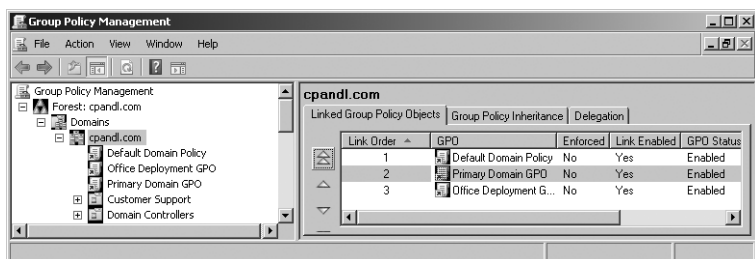 Group Policy Management
File Action View Window Help
Group Policy Management
Forest: cpandl.com
Domains
cpandl.com
Default Domain Policy
Office Deployment GPO
Primary Domain GPO
Customer Support
Domain Controllers
cpandl.com
Linked Group Policy Objects Group Policy Inheritance Delegation
Link Order GPO Enforced Link Enabled GPO Status
1 Default Domain Policy No Yes Enabled
2 Primary Domain GPO No Yes Enabled
3 Office Deployment G... No Yes Enabled